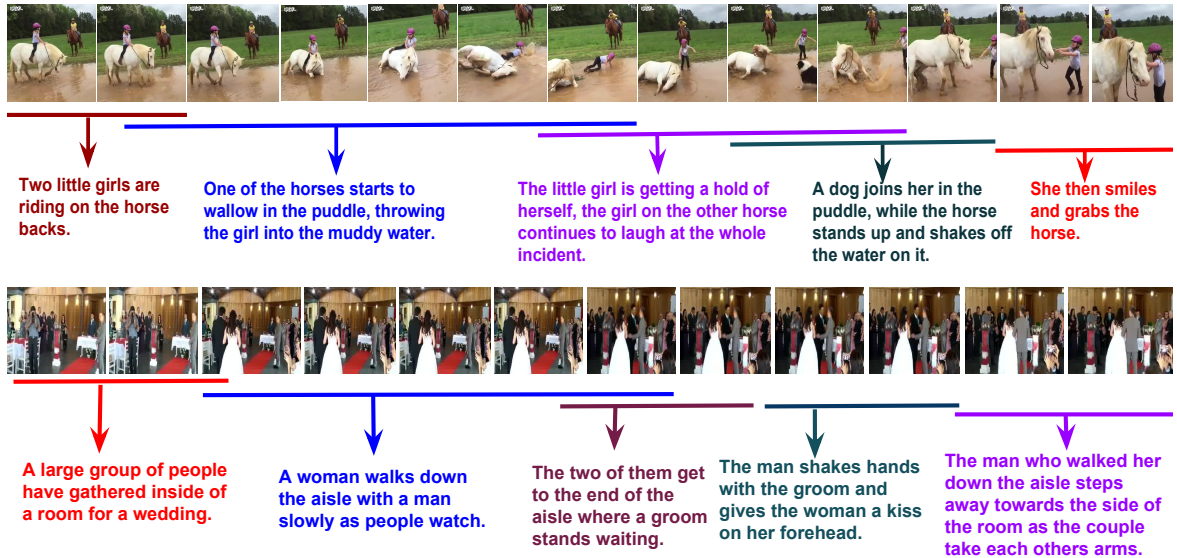 Two little girls are
riding on the horse
backs.
One of the horses starts to
wallow in the puddle, throwing
the girl into the muddy water.
The little girl is getting a hold of
herself, the girl on the other horse
continues to laugh at the whole
incident.
A dog joins her in the
puddle, while the horse
stands up and shakes off
the water on it.
She then smiles
and grabs the
horse.
A large group of people
have gathered inside of
a room for a wedding.
A woman walks down
the aisle with a man
slowly as people watch.
The two of them get
to the end of the
aisle where a groom
stands waiting.
The man shakes hands
with the groom and
gives the woman a kiss
on her forehead.
The man who walked her
down the aisle steps
away towards the side of
the room as the couple
take each others arms.